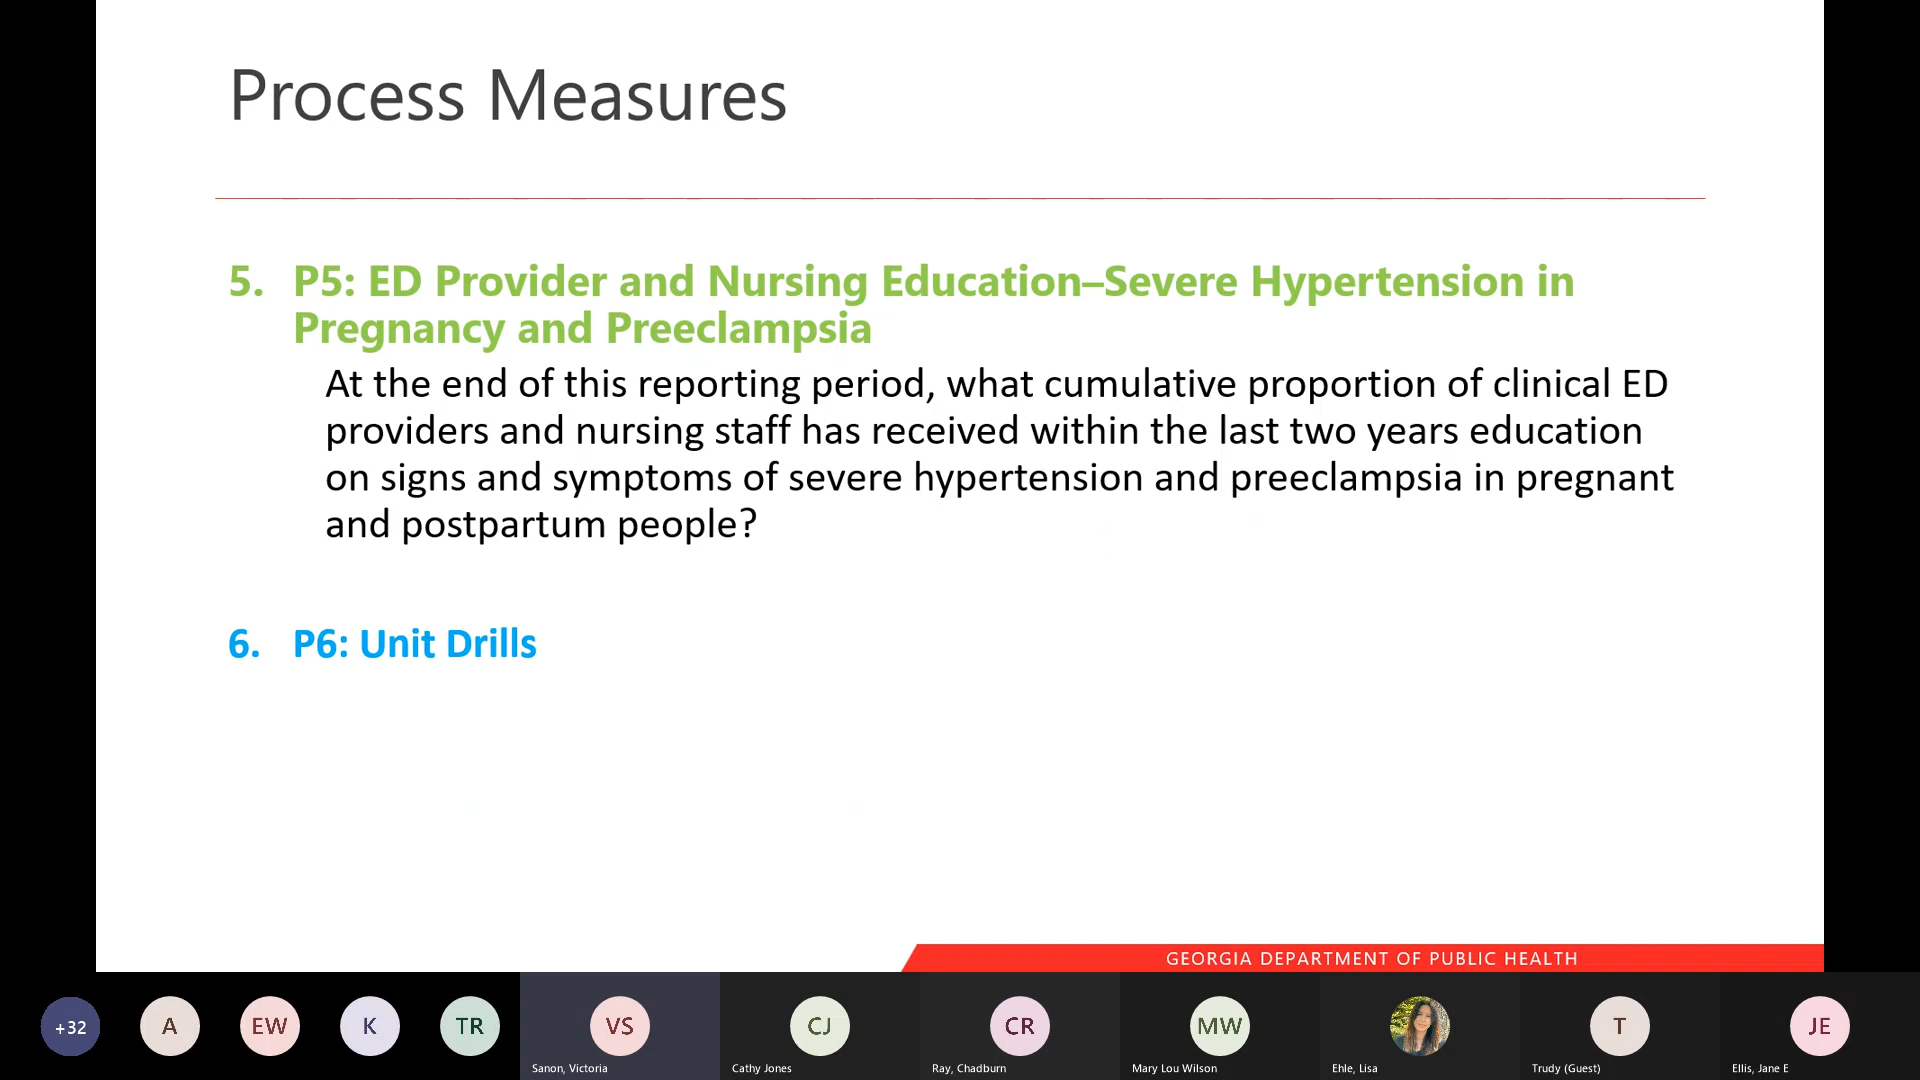 Process Measures
5. P5: ED Provider and Nursing Education–Severe Hypertension in
Pregnancy and Preeclampsia
At the end of this reporting period, what cumulative proportion of clinical ED
providers and nursing staff has received within the last two years education
on signs and symptoms of severe hypertension and preeclampsia in pregnant
and postpartum people?
6. P6: Unit Drills
GEORGIA DEPARTMENT OF PUBLIC HEALTH
+32 A EW K TR VS CJ CR MW T JE
Sanon, Victoria Cathy Jones Ray, Chadburn Mary Lou Wilson Ehle, Lisa Trudy (Guest) Ellis, Jane E